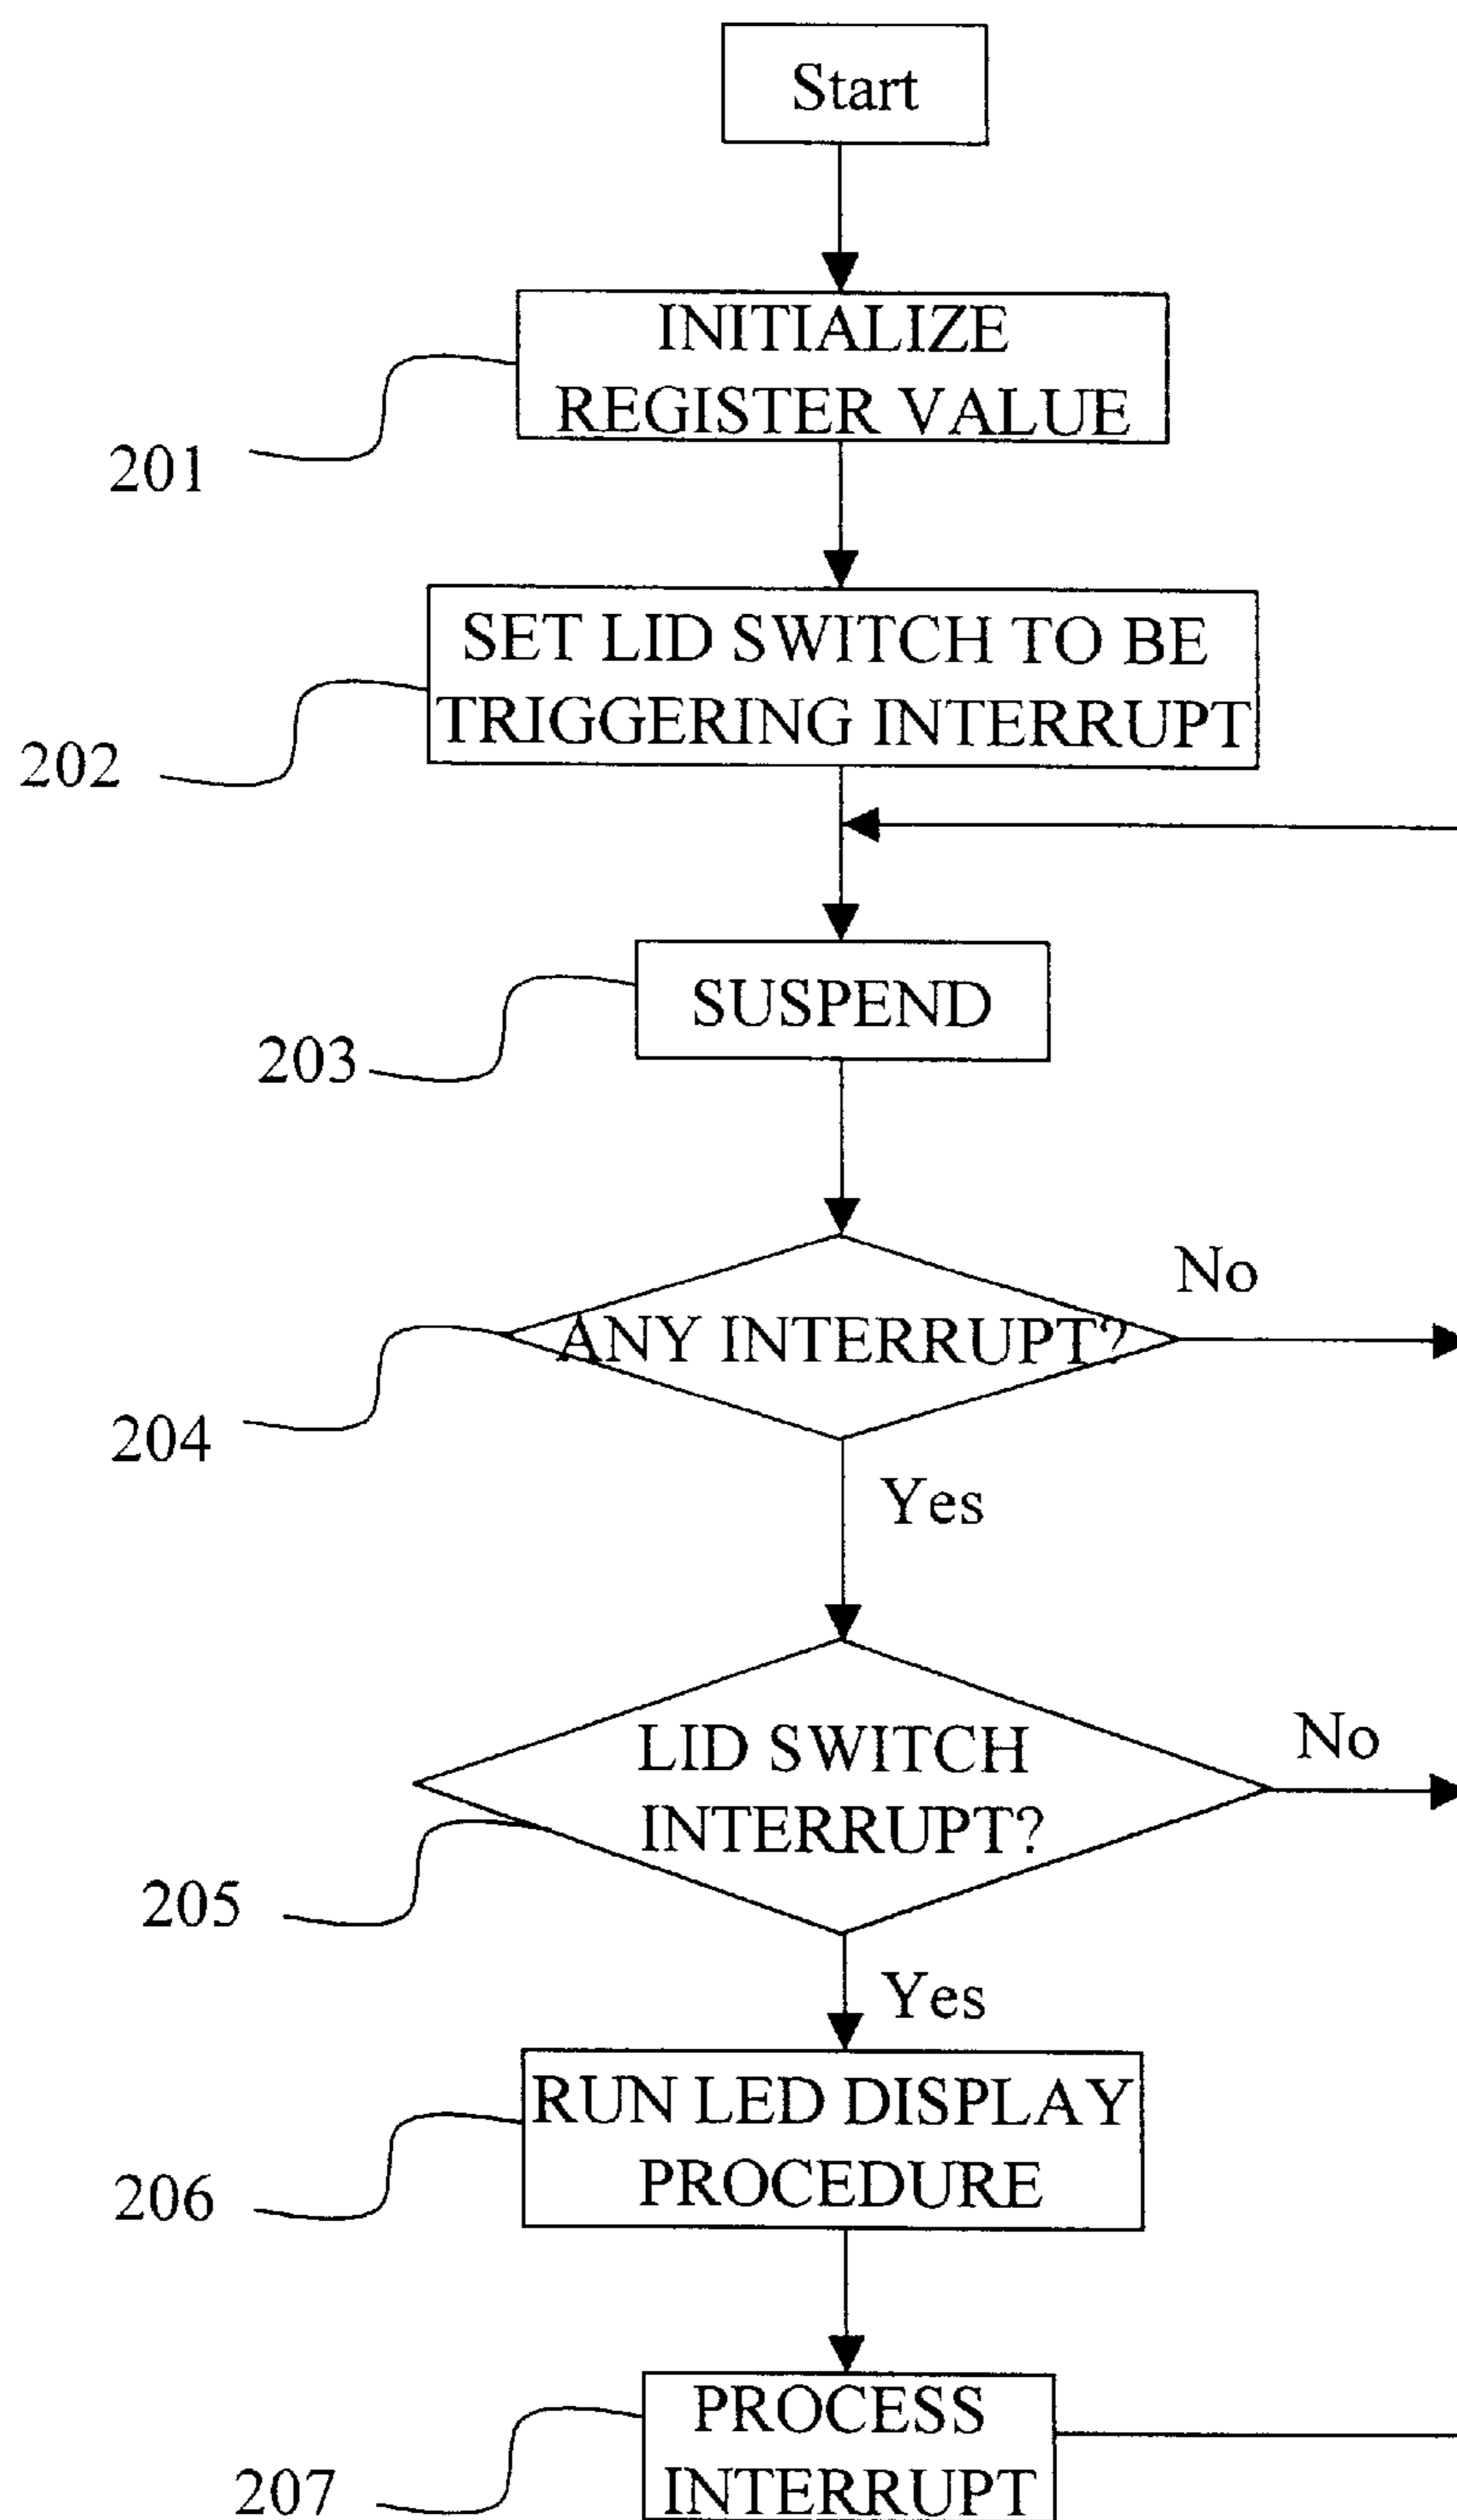 Start
INITIALIZE
REGISTER VALUE
201
SET LID SWITCH TO BE
TRIGGERING INTERRUPT
202
SUSPEND
203
No
ANY INTERRUPT?
204
Yes
LID SWITCH
INTERRUPT?
No
205
Yes
RUN LED DISPLAY
PROCEDURE
206
PROCESS
INTERRUPT
207